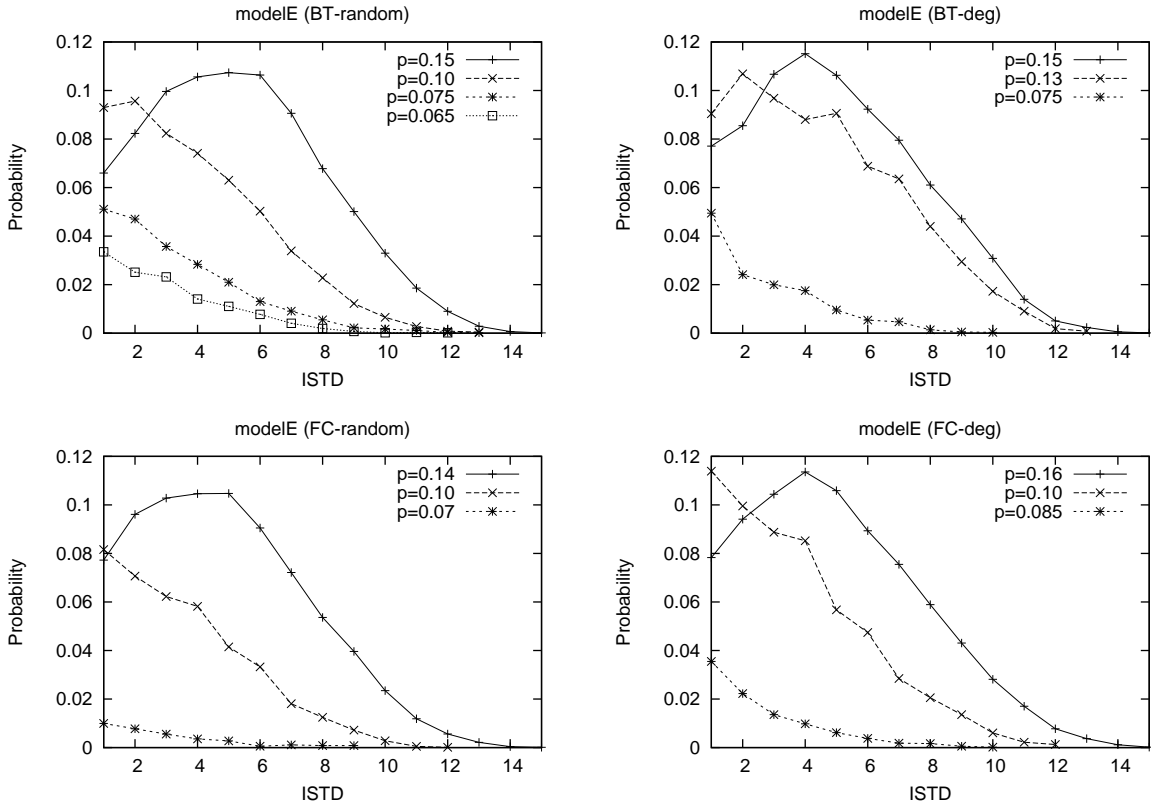 modelE (BT-random)
Probability
0.12
0.1
0.08
0.06
0.04
0.02
0
p=0.15
p=0.10
p=0.075
p=0.065
2 4 6 8 10 12 14
ISTD
modelE (BT-deg)
Probability
0.12
0.1
0.08
0.06
0.04
0.02
0
p=0.15
p=0.13
p=0.075
2 4 6 8 10 12 14
ISTD
modelE (FC-random)
Probability
0.12
0.1
0.08
0.06
0.04
0.02
0
p=0.14
p=0.10
p=0.07
2 4 6 8 10 12 14
ISTD
modelE (FC-deg)
Probability
0.12
0.1
0.08
0.06
0.04
0.02
0
p=0.16
p=0.10
p=0.085
2 4 6 8 10 12 14
ISTD